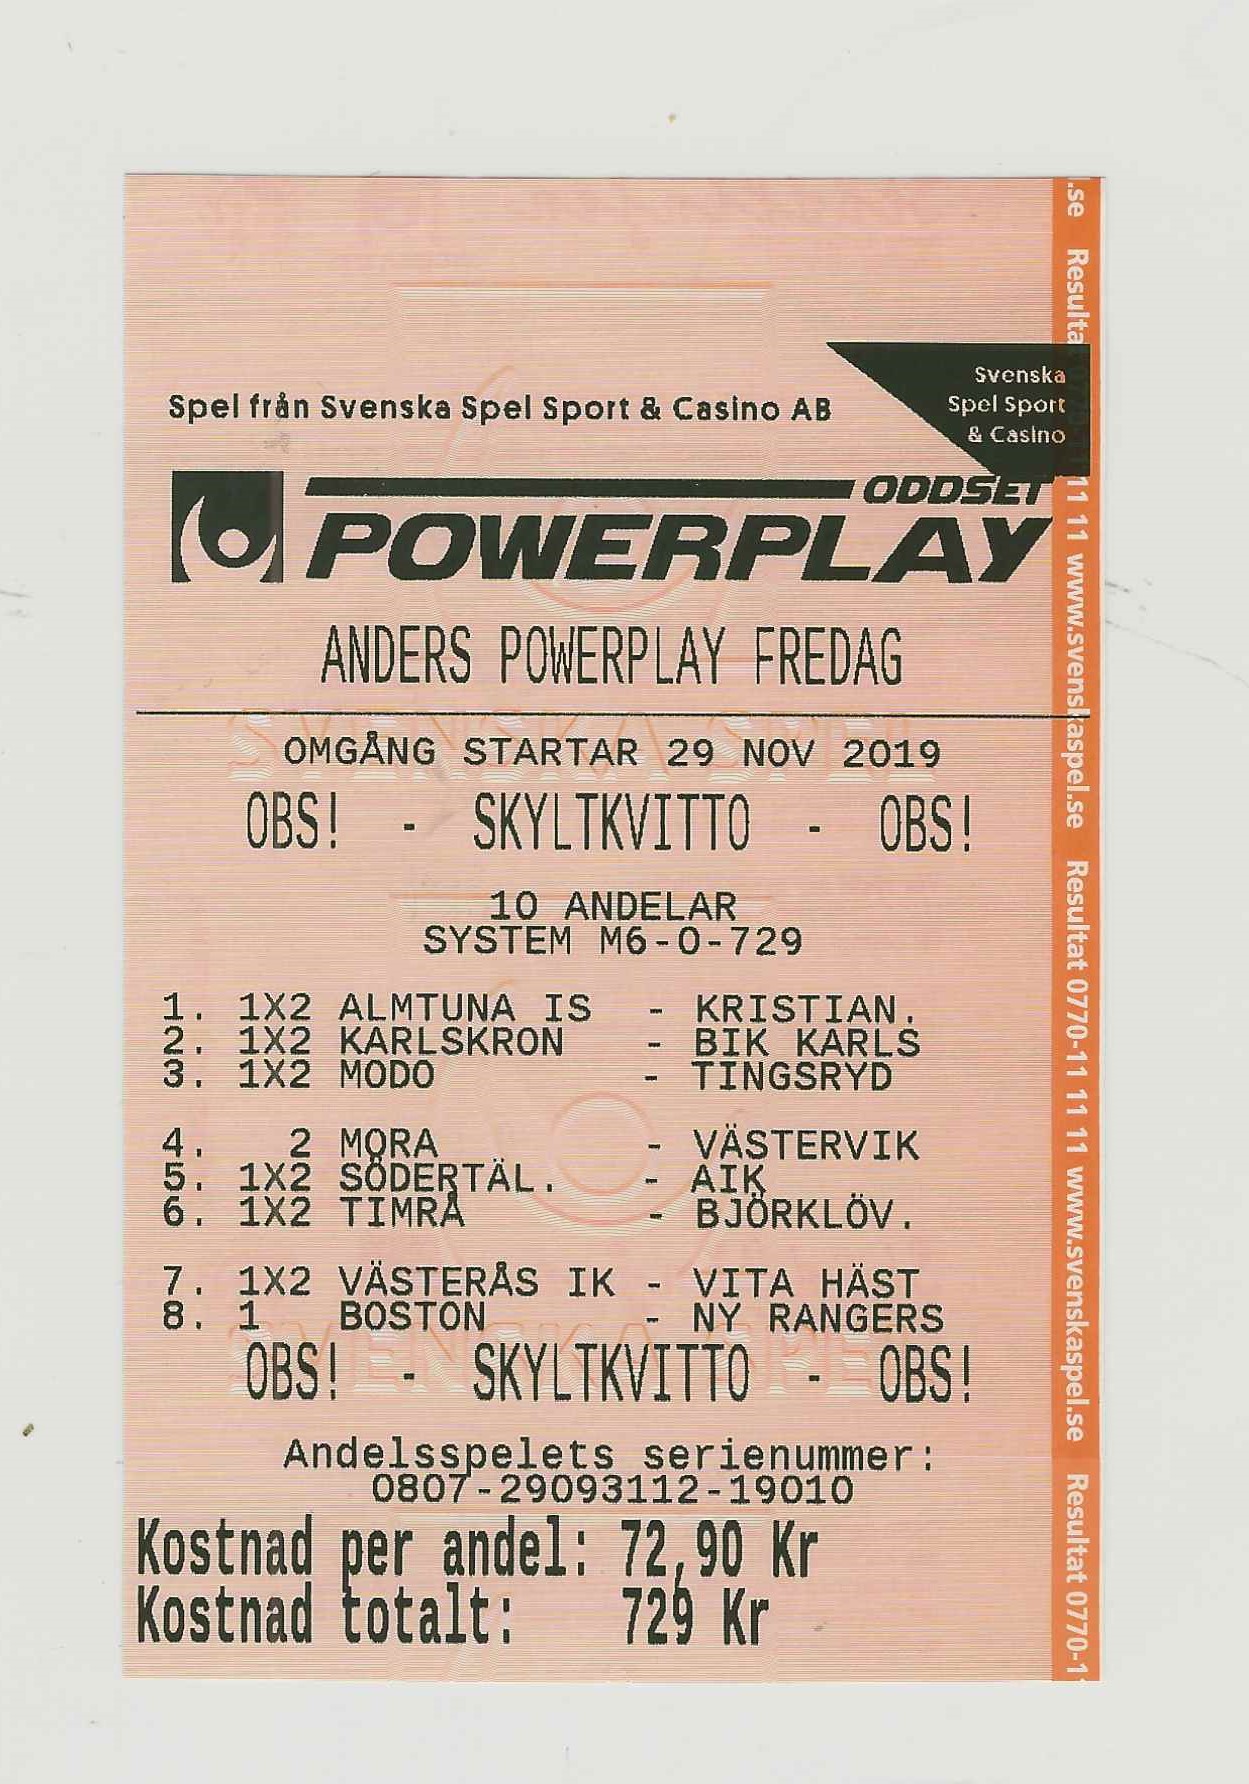 Spel från Svenska Spel Sport & Casino AB
Svenska
Spel Sport
& Casino
ODDSET
POWERPLAY
ANDERS POWERPLAY FREDAG
OMGÅNG STARTAR 29 NOV 2019
OBS! - SKYLTKVITTO - OBS!
10 ANDELAR
SYSTEM M6-0-729
1. 1X2 ALMTUNA IS - KRISTIAN.
2. 1X2 KARLSKRON - BIK KARLS
3. 1X2 MODO - TINGSRYD
4. 2 MORA - VÄSTERVIK
5. 1X2 SÖDERTÄL. - AIK
6. 1X2 TIMRÅ - BJÖRKLÖV.
7. 1X2 VÄSTERÅS IK - VITA HÄST
8. 1 BOSTON - NY RANGERS
OBS! - SKYLTKVITTO - OBS!
Andelsspelets serienummer:
0807-29093112-19010
Kostnad per andel: 72,90 Kr
Kostnad totalt: 729 Kr
.se Resulta 11 11 www.svenskaspel.se Resultat 0770-11 11 11 www.svenskaspel.se Resultat 0770-1
SVENSKA SPEL